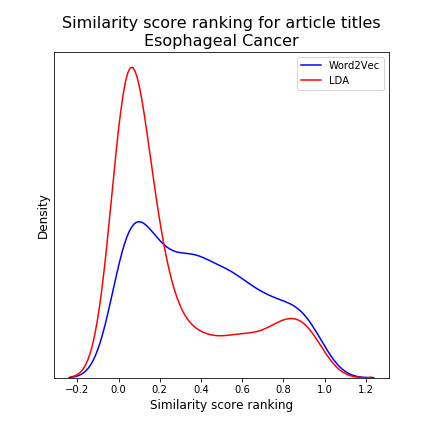 Similarity score ranking for article titles
Esophageal Cancer
Word2Vec
LDA
Density
−0.2 0.0 0.2 0.4 0.6 0.8 1.0 1.2
Similarity score ranking